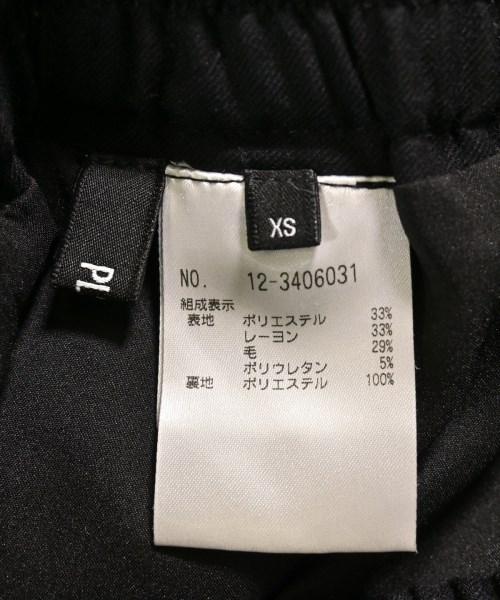 PL
XS
NO. 12-3406031
組成表示
表地 ポリエステル 33%
レーヨン 33%
毛 29%
ポリウレタン 5%
裏地 ポリエステル 100%